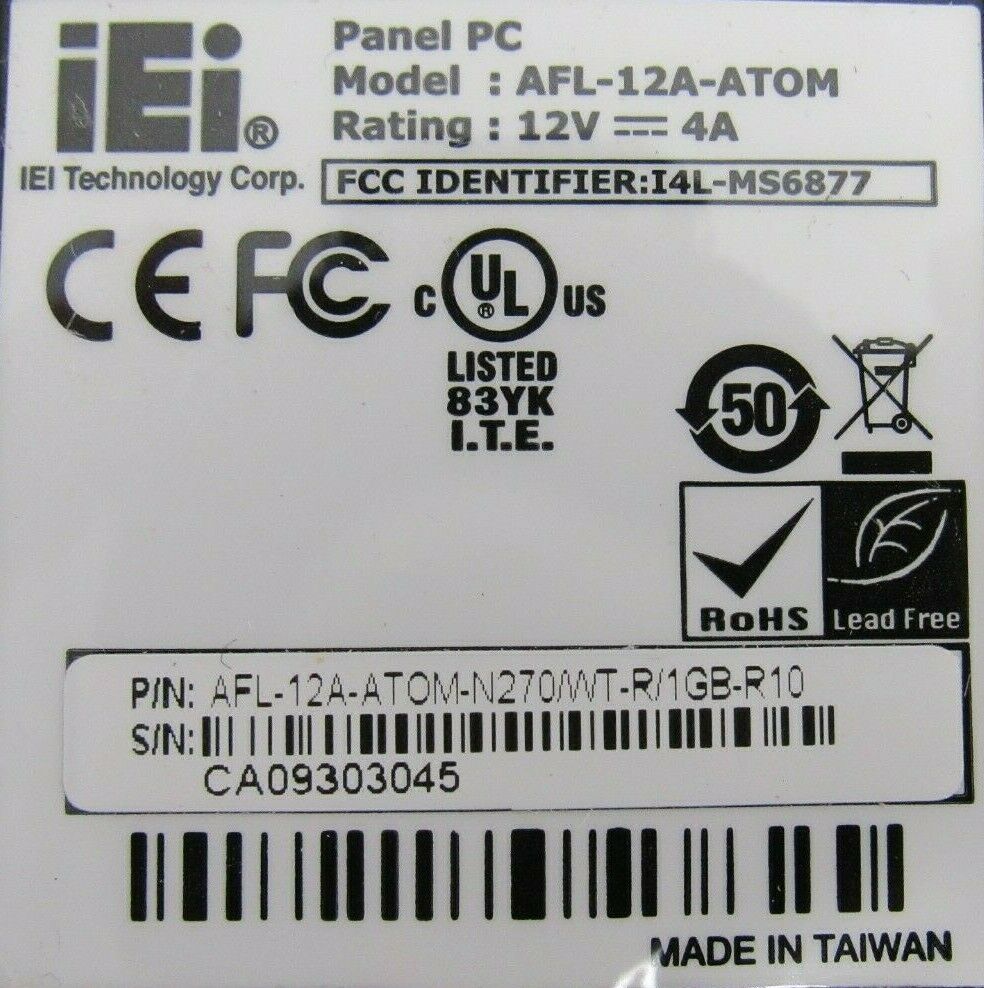 iEi®
IEI Technology Corp.
Panel PC
Model : AFL-12A-ATOM
Rating : 12V ⎓ 4A
FCC IDENTIFIER:I4L-MS6877
CE FC
C UL® US
LISTED
83YK
I.T.E.
50
RoHS Lead Free
P/N: AFL-12A-ATOM-N270/WT-R/1GB-R10
S/N:
CA09303045
MADE IN TAIWAN